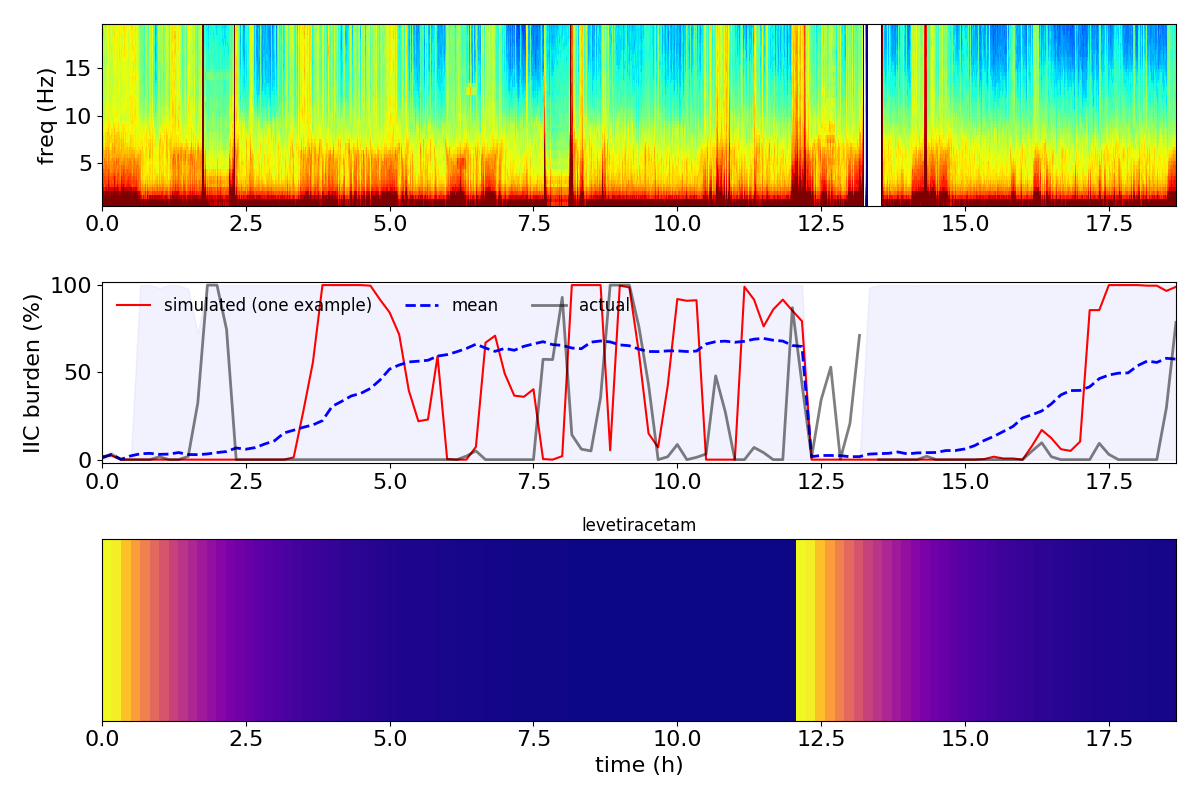 freq (Hz)
15
10
5
0.0 2.5 5.0 7.5 10.0 12.5 15.0 17.5
IIC burden (%)
100
50
0
simulated (one example) mean actual
0.0 2.5 5.0 7.5 10.0 12.5 15.0 17.5
levetiracetam
0.0 2.5 5.0 7.5 10.0 12.5 15.0 17.5
time (h)